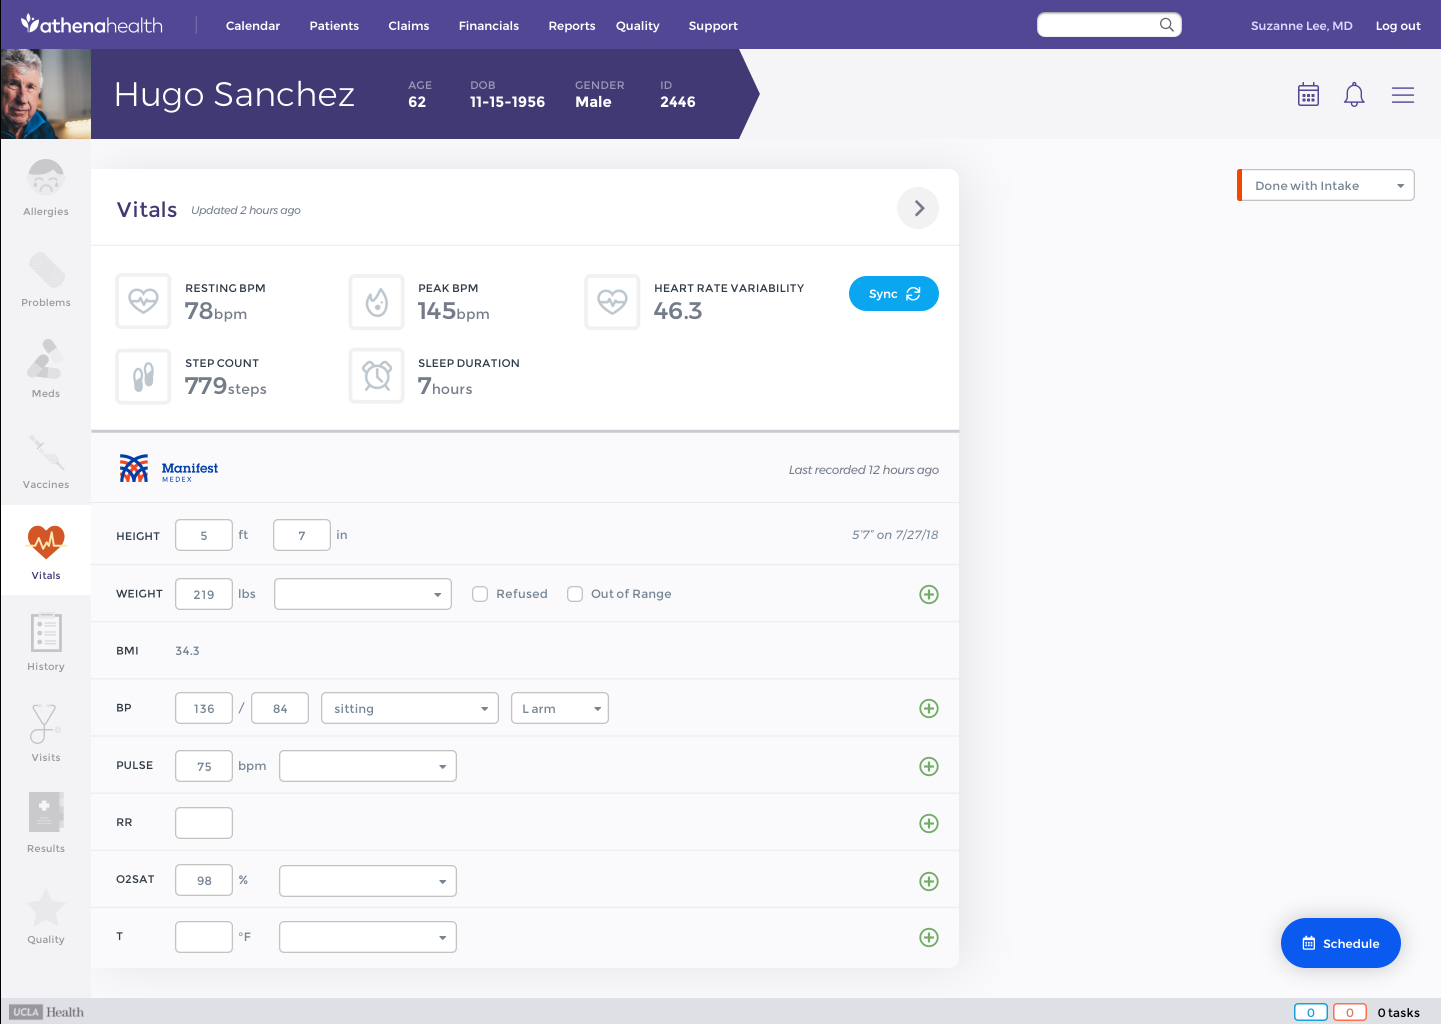 athenahealth
Calendar Patients Claims Financials Reports Quality Support
Suzanne Lee, MD Log out
Hugo Sanchez
AGE DOB GENDER ID
62 11-15-1956 Male 2446
Allergies
Problems
Meds
Vaccines
Vitals
History
Visits
Results
Quality
Vitals Updated 2 hours ago
Done with Intake
RESTING BPM
78bpm
PEAK BPM
145bpm
HEART RATE VARIABILITY
46.3
Sync
STEP COUNT
779steps
SLEEP DURATION
7hours
Manifest
MEDEX
Last recorded 12 hours ago
HEIGHT 5 ft 7 in 5'7" on 7/27/18
WEIGHT 219 lbs Refused Out of Range
BMI 34.3
BP 136 / 84 sitting L arm
PULSE 75 bpm
RR
O2SAT 98 %
T °F
Schedule
UCLA Health
0 0 0 tasks